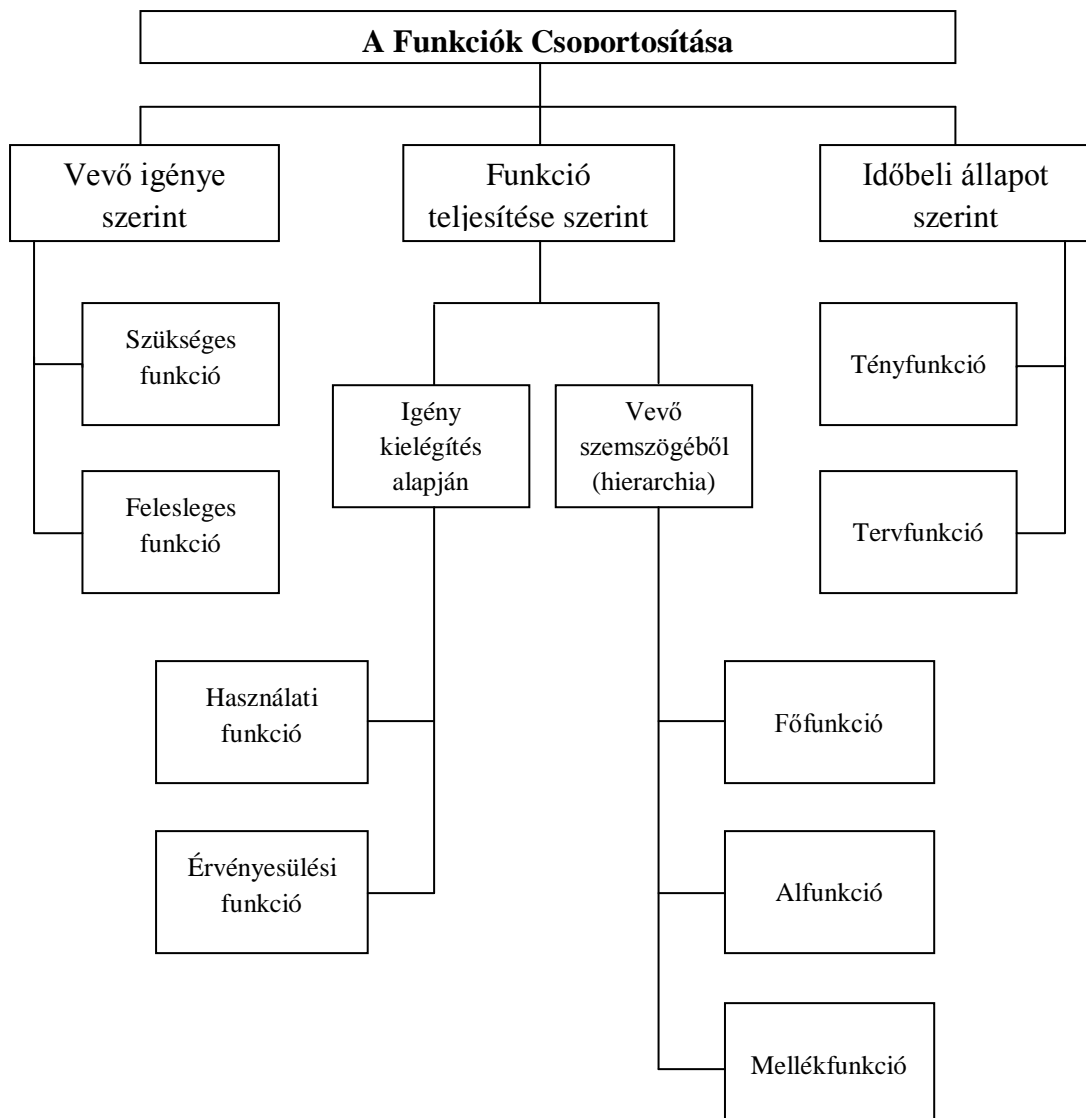 A Funkciók Csoportosítása
Vevő igénye
szerint
Funkció
teljesítése szerint
Időbeli állapot
szerint
Szükséges
funkció
Tényfunkció
Igény
kielégítés
alapján
Vevő
szemszögéből
(hierarchia)
Felesleges
funkció
Tervfunkció
Használati
funkció
Főfunkció
Érvényesülési
funkció
Alfunkció
Mellékfunkció